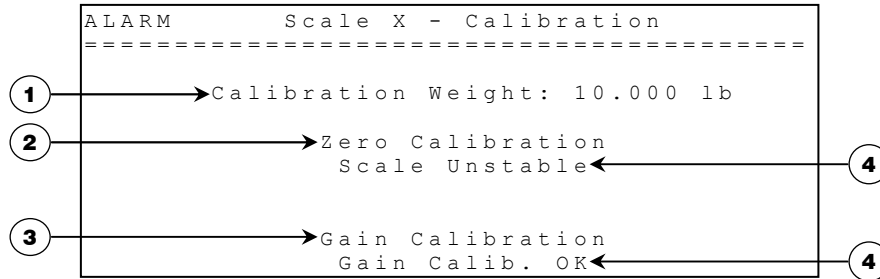 ALARM Scale X - Calibration
========================================
1 Calibration Weight: 10.000 lb
2 Zero Calibration
Scale Unstable 4
3 Gain Calibration
Gain Calib. OK 4